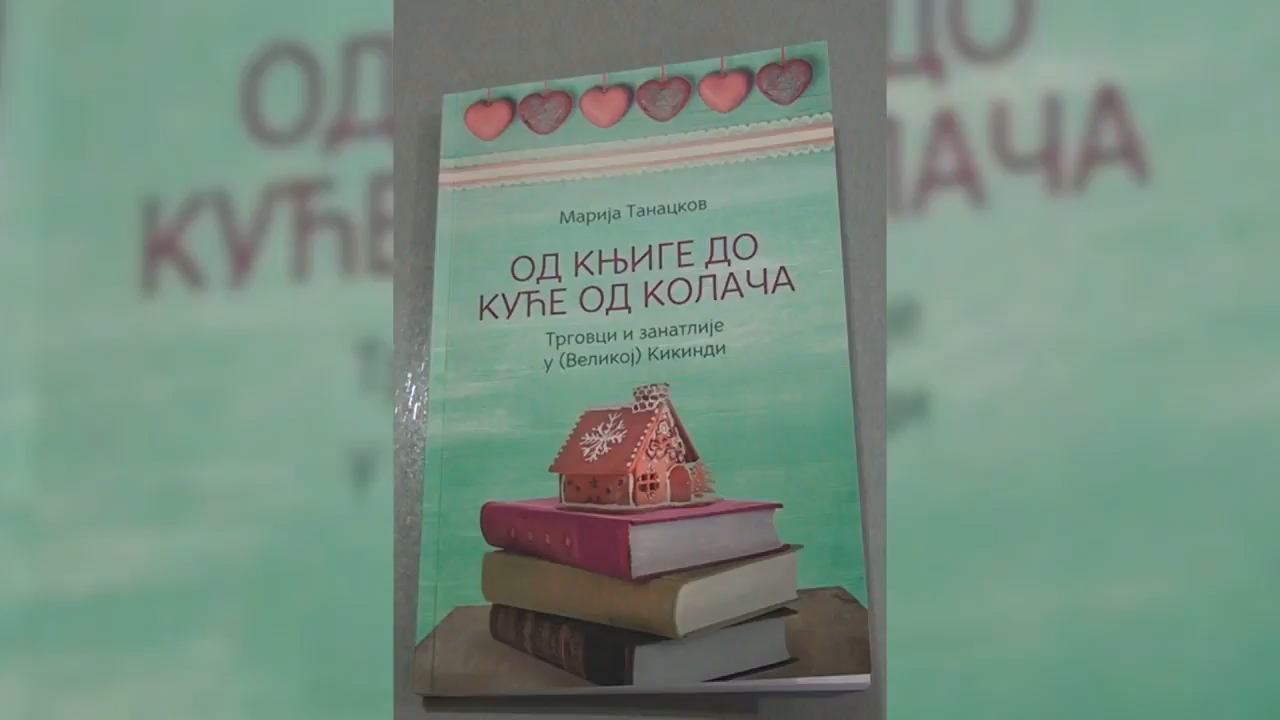 Марија Танацков
ОД КЊИГЕ ДО
КУЋЕ ОД КОЛАЧА
Трговци и занатлије
у (Великој) Кикинди